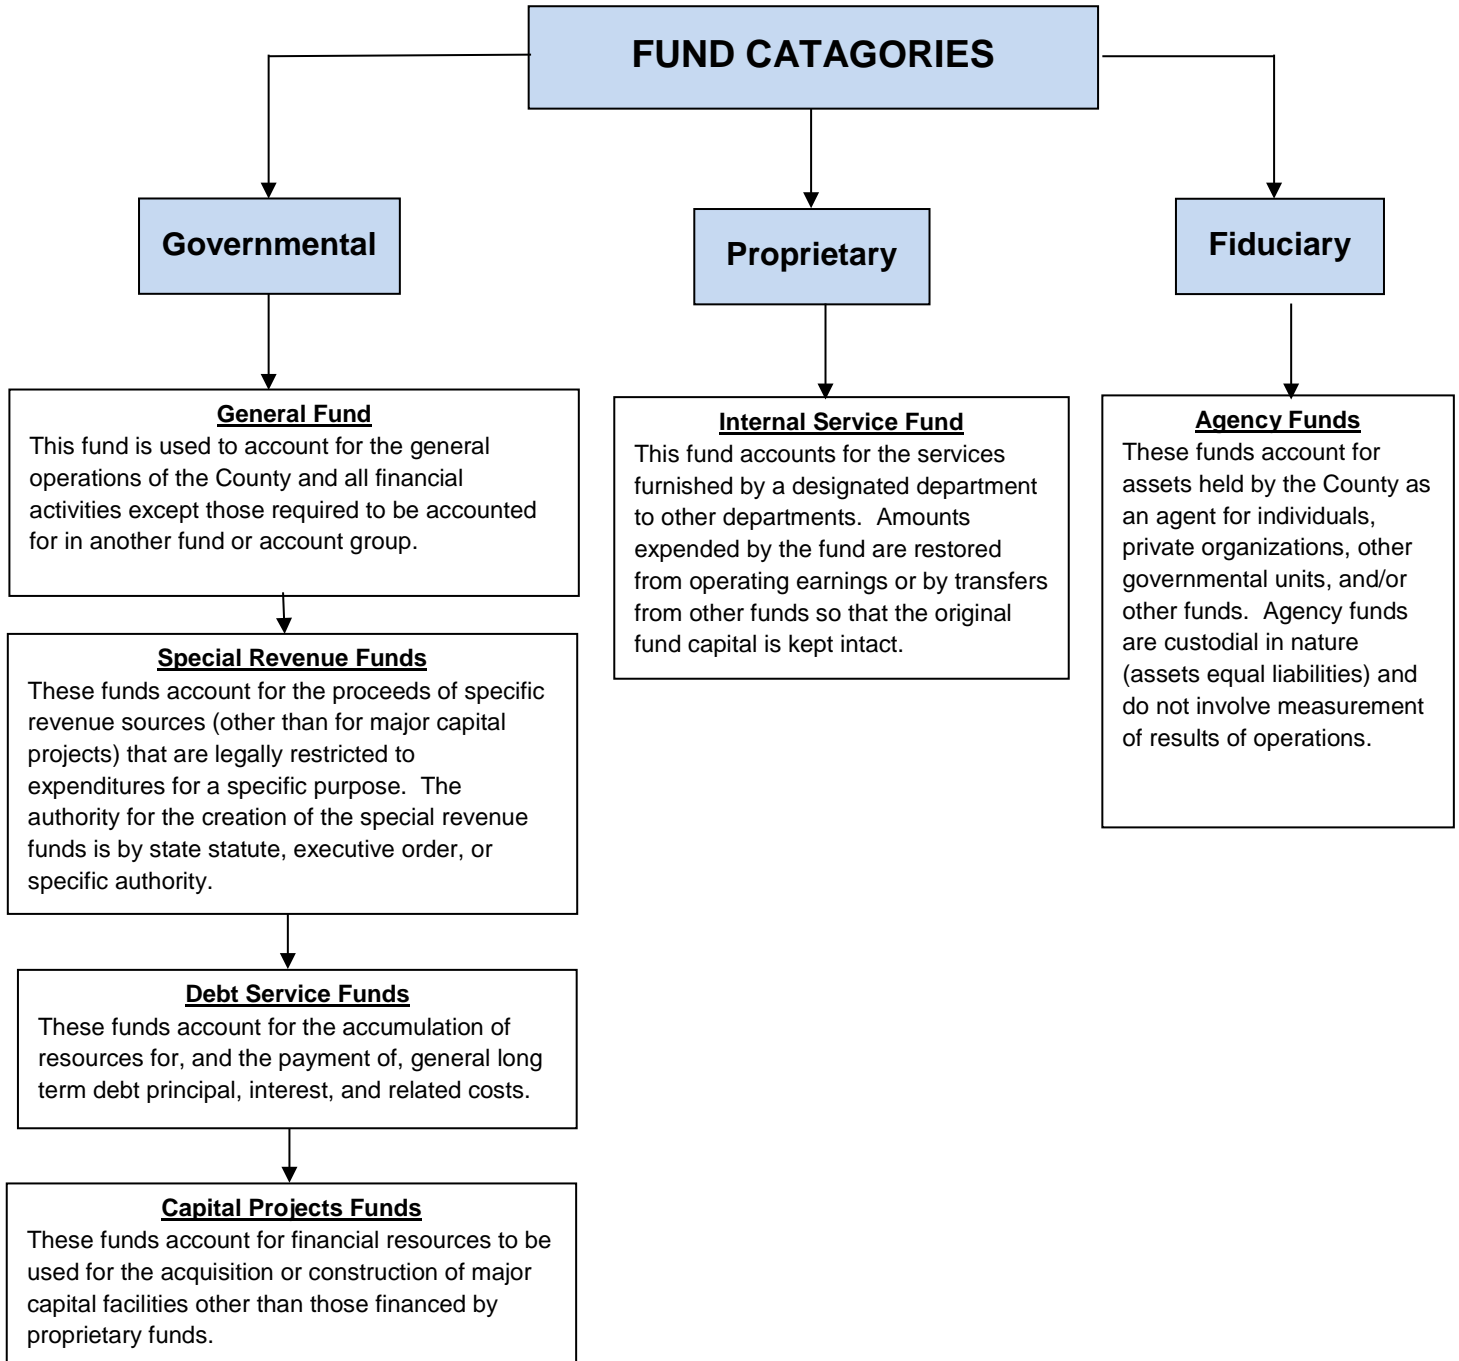 FUND CATAGORIES
Governmental
Proprietary
Fiduciary
General Fund
This fund is used to account for the general
operations of the County and all financial
activities except those required to be accounted
for in another fund or account group.
Special Revenue Funds
These funds account for the proceeds of specific
revenue sources (other than for major capital
projects) that are legally restricted to
expenditures for a specific purpose.  The
authority for the creation of the special revenue
funds is by state statute, executive order, or
specific authority.
Debt Service Funds
These funds account for the accumulation of
resources for, and the payment of, general long
term debt principal, interest, and related costs.
Capital Projects Funds
These funds account for financial resources to be
used for the acquisition or construction of major
capital facilities other than those financed by
proprietary funds.
Internal Service Fund
This fund accounts for the services
furnished by a designated department
to other departments.  Amounts
expended by the fund are restored
from operating earnings or by transfers
from other funds so that the original
fund capital is kept intact.
Agency Funds
These funds account for
assets held by the County as
an agent for individuals,
private organizations, other
governmental units, and/or
other funds.  Agency funds
are custodial in nature
(assets equal liabilities) and
do not involve measurement
of results of operations.